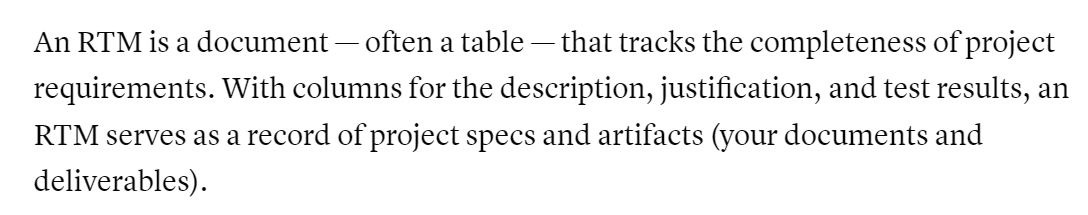 An RTM is a document — often a table — that tracks the completeness of project
requirements. With columns for the description, justification, and test results, an
RTM serves as a record of project specs and artifacts (your documents and
deliverables).